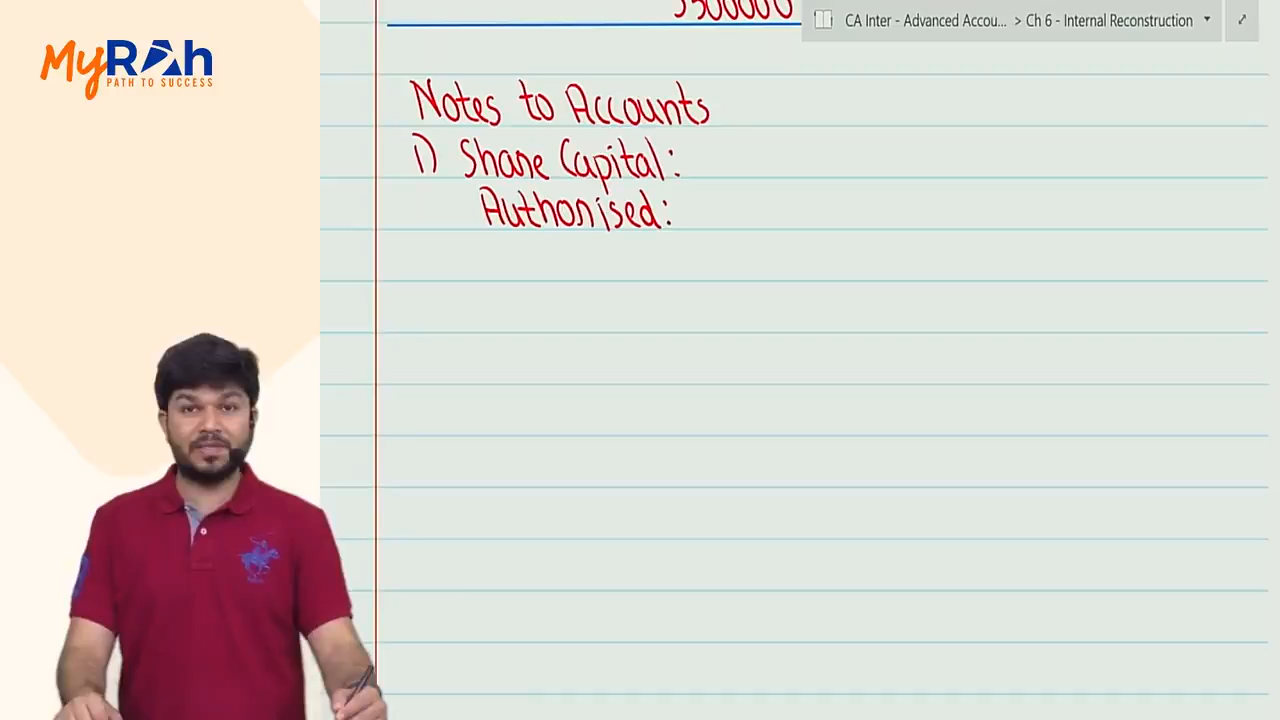 MyRAh
PATH TO SUCCESS
CA Inter - Advanced Accou... > Ch 6 - Internal Reconstruction
Notes to Accounts
1) Share Capital:
Authorised: